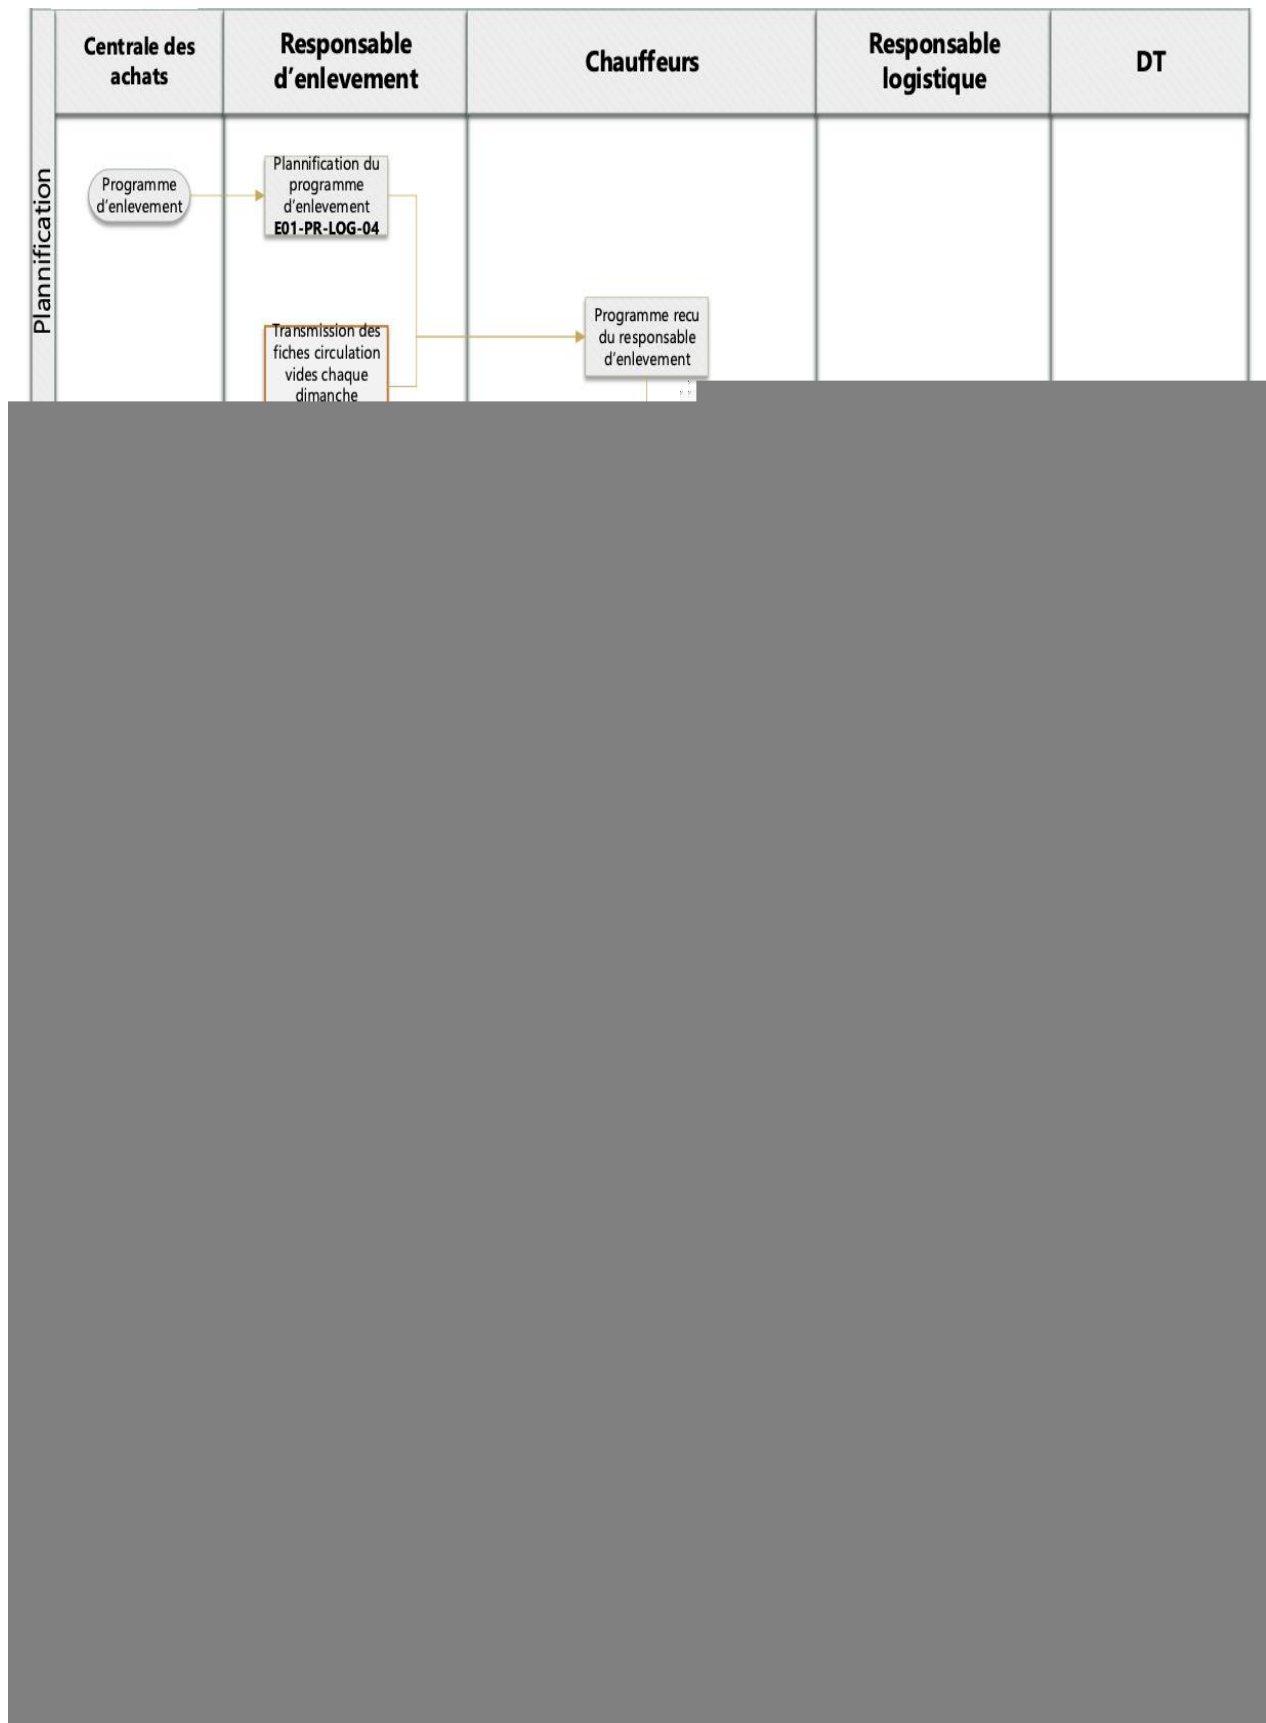 Centrale des
achats
Responsable
d’enlevement
Chauffeurs
Responsable
logistique
DT
Plannification
Programme
d’enlevement
Plannification du
programme
d’enlevement
E01-PR-LOG-04
Programme recu
du responsable
d’enlevement
Transmission des
fiches circulation
vides chaque
dimanche